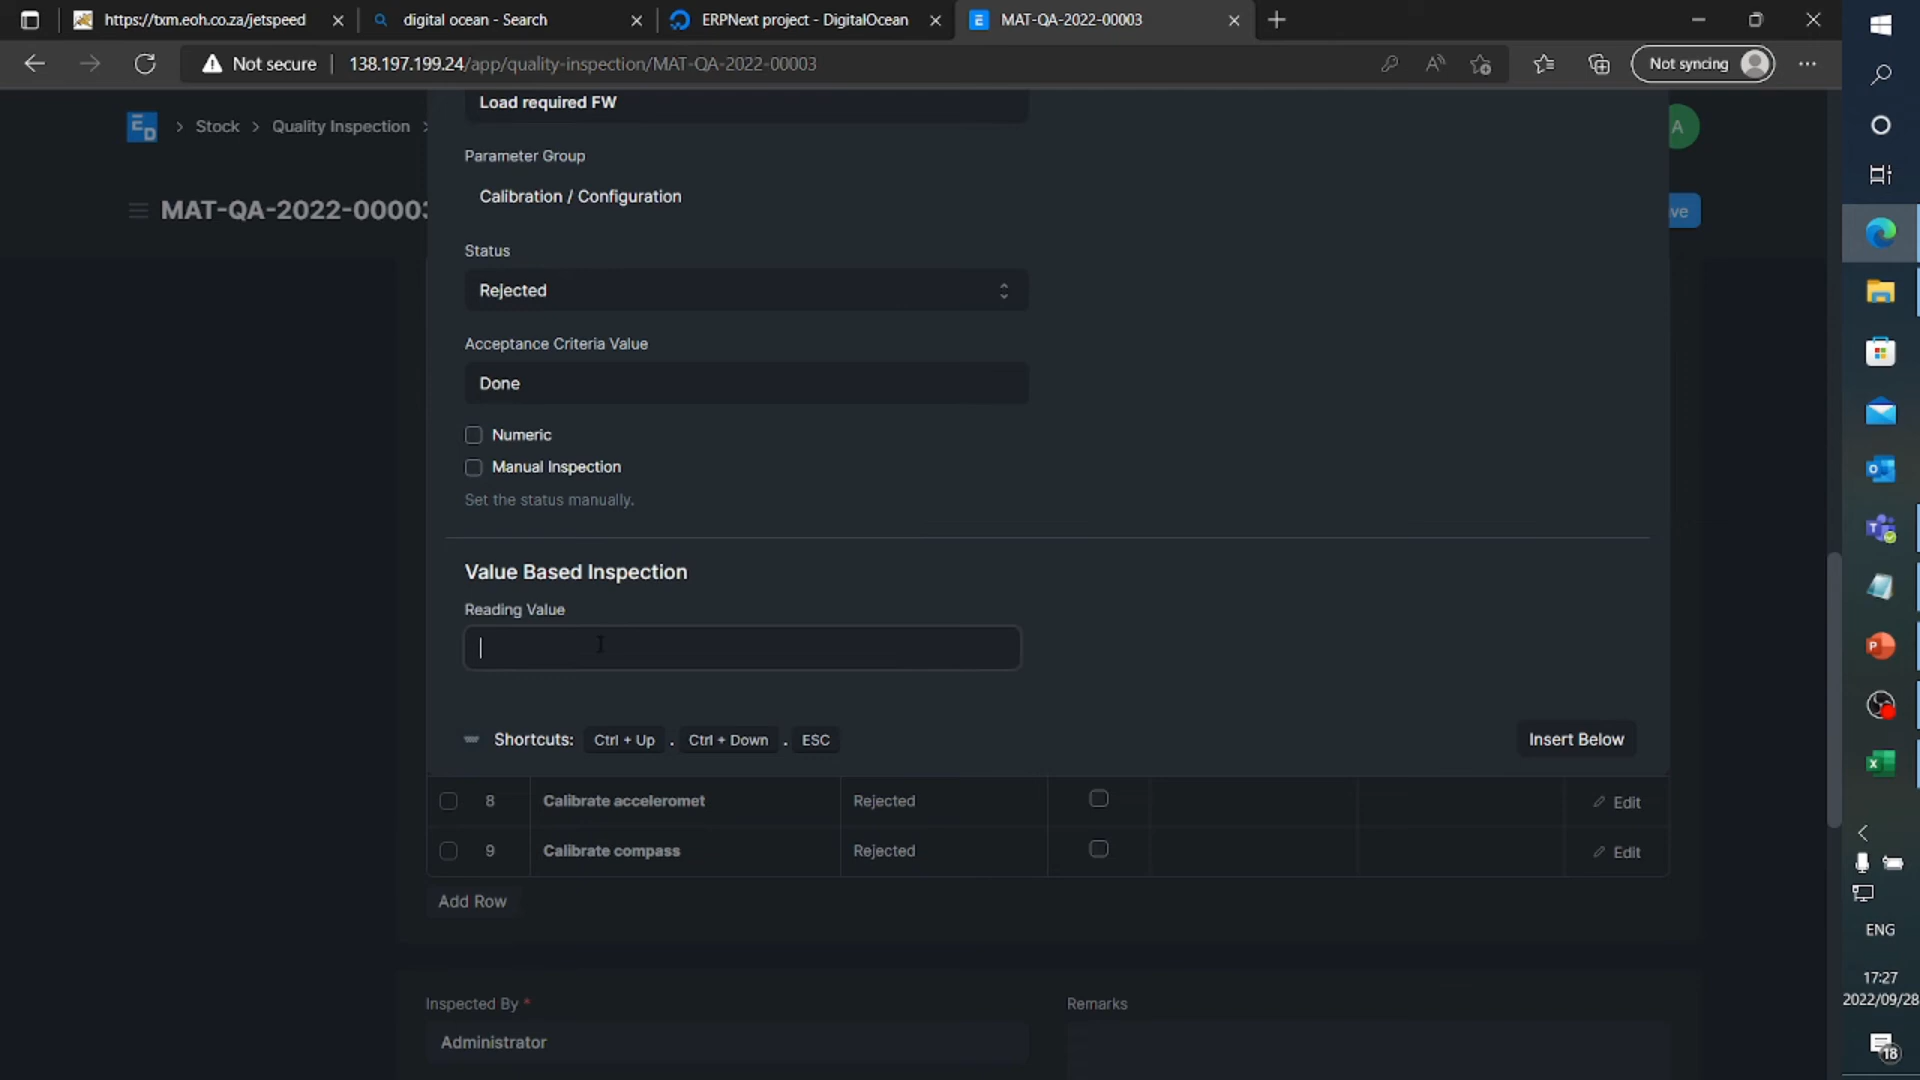 https://txm.eoh.co.za/jetspeed
digital ocean - Search
ERPNext project - DigitalOcean
MAT-QA-2022-00003
Not secure
138.197.199.24/app/quality-inspection/MAT-QA-2022-00003
Not syncing
Load required FW
Stock
Quality Inspection
A
Parameter Group
Calibration / Configuration
MAT-QA-2022-00003
ve
Status
Rejected
Acceptance Criteria Value
Done
Numeric
Manual Inspection
Set the status manually.
Value Based Inspection
Reading Value
Shortcuts: Ctrl + Up . Ctrl + Down . ESC
Insert Below
8 Calibrate acceleromet Rejected Edit
9 Calibrate compass Rejected Edit
Add Row
Inspected By *
Remarks
Administrator
ENG
17:27
2022/09/28
18